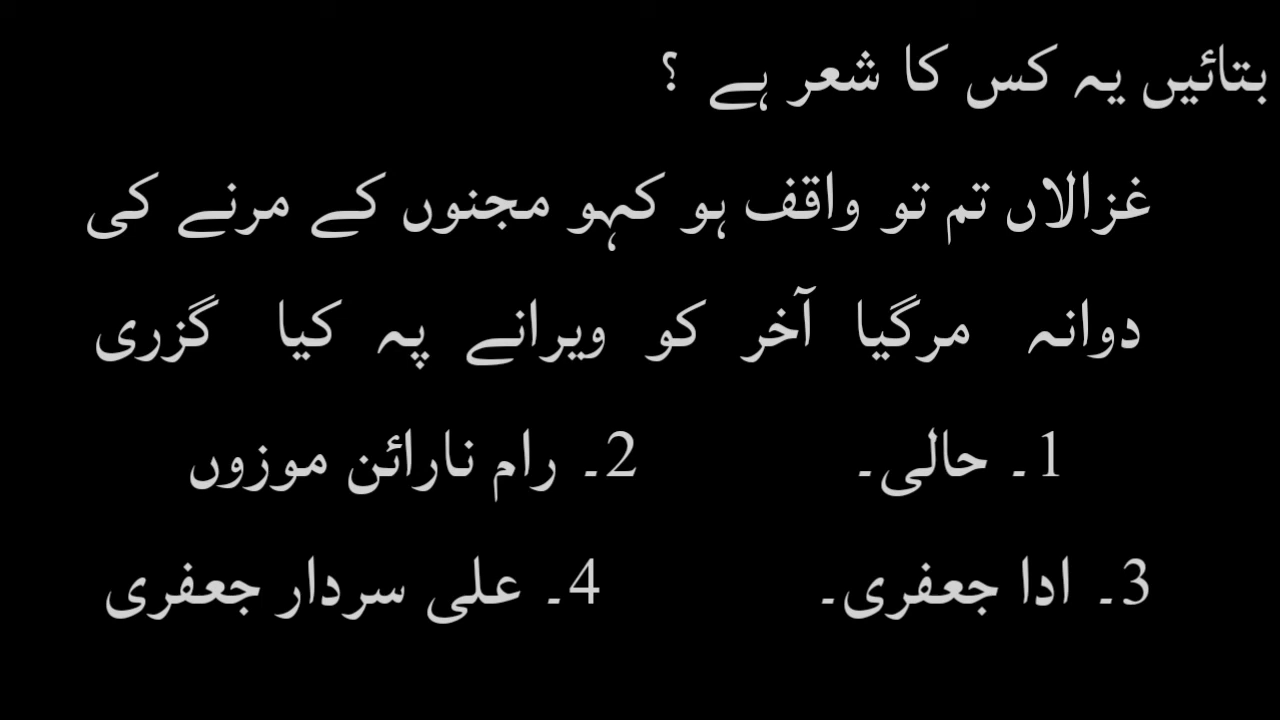 بتائیں یہ کس کا شعر ہے ؟
غزالاں تم تو واقف ہو کہو مجنوں کے مرنے کی
دوانہ مرگیا آخر کو ویرانے پہ کیا گزری
1۔ حالی۔ 2۔ رام نارائن موزوں
3۔ ادا جعفری۔ 4۔ علی سردار جعفری